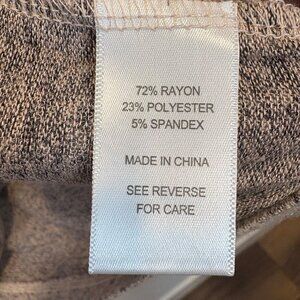 72% RAYON
23% POLYESTER
5% SPANDEX
MADE IN CHINA
SEE REVERSE
FOR CARE